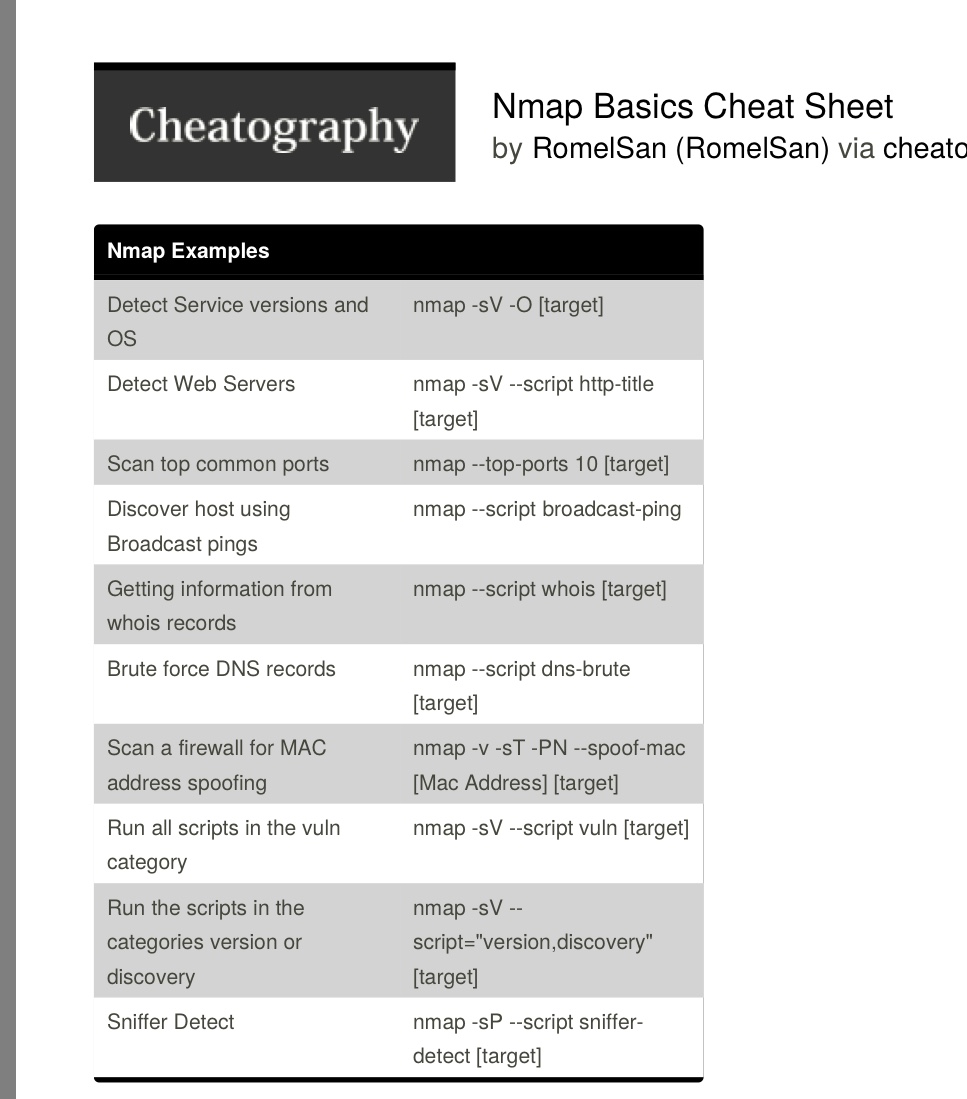 Cheatography
Nmap Basics Cheat Sheet
by RomelSan (RomelSan) via cheato
Nmap Examples
Detect Service versions and
OS
nmap -sV -O [target]
Detect Web Servers
nmap -sV --script http-title
[target]
Scan top common ports
nmap --top-ports 10 [target]
Discover host using
Broadcast pings
nmap --script broadcast-ping
Getting information from
whois records
nmap --script whois [target]
Brute force DNS records
nmap --script dns-brute
[target]
Scan a firewall for MAC
address spoofing
nmap -v -sT -PN --spoof-mac
[Mac Address] [target]
Run all scripts in the vuln
category
nmap -sV --script vuln [target]
Run the scripts in the
categories version or
discovery
nmap -sV --
script="version,discovery"
[target]
Sniffer Detect
nmap -sP --script sniffer-
detect [target]